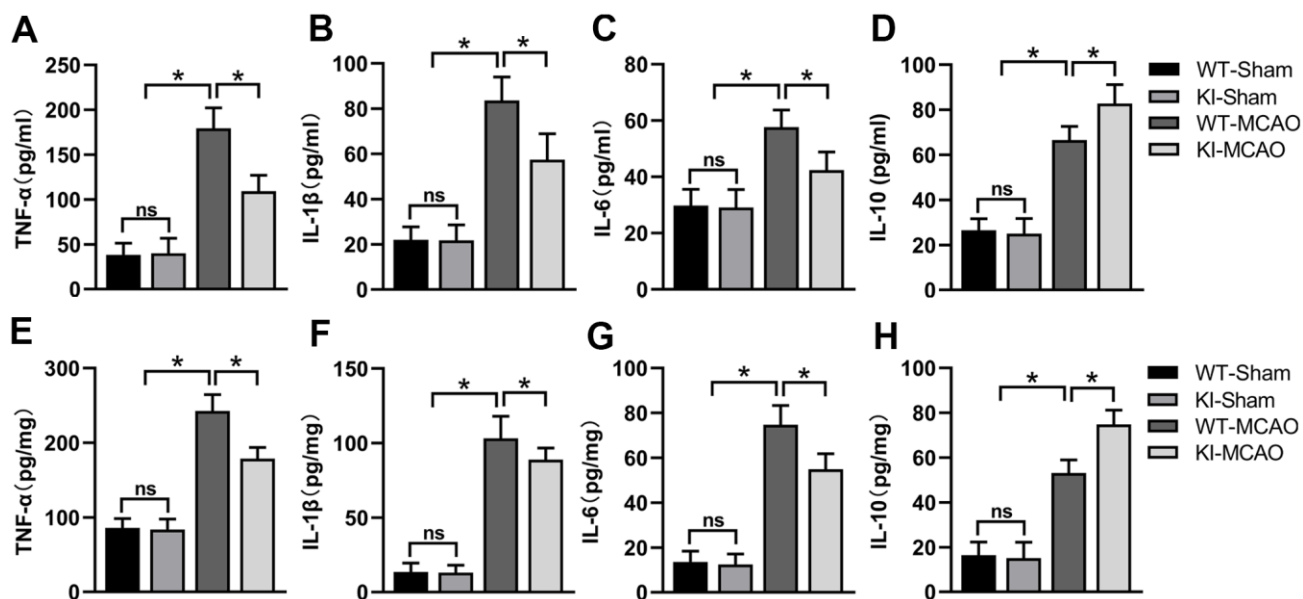 A
TNF-α(pg/ml)
250
200
150
100
50
0
ns
*
*
B
IL-1β(pg/ml)
100
80
60
40
20
0
ns
*
*
C
IL-6(pg/ml)
80
60
40
20
0
ns
*
*
D
IL-10 (pg/ml)
100
80
60
40
20
0
ns
*
*
WT-Sham
KI-Sham
WT-MCAO
KI-MCAO
E
TNF-α(pg/mg)
300
200
100
0
ns
*
*
F
IL-1β(pg/mg)
150
100
50
0
ns
*
*
G
IL-6(pg/mg)
100
80
60
40
20
0
ns
*
*
H
IL-10(pg/mg)
100
80
60
40
20
0
ns
*
*
WT-Sham
KI-Sham
WT-MCAO
KI-MCAO